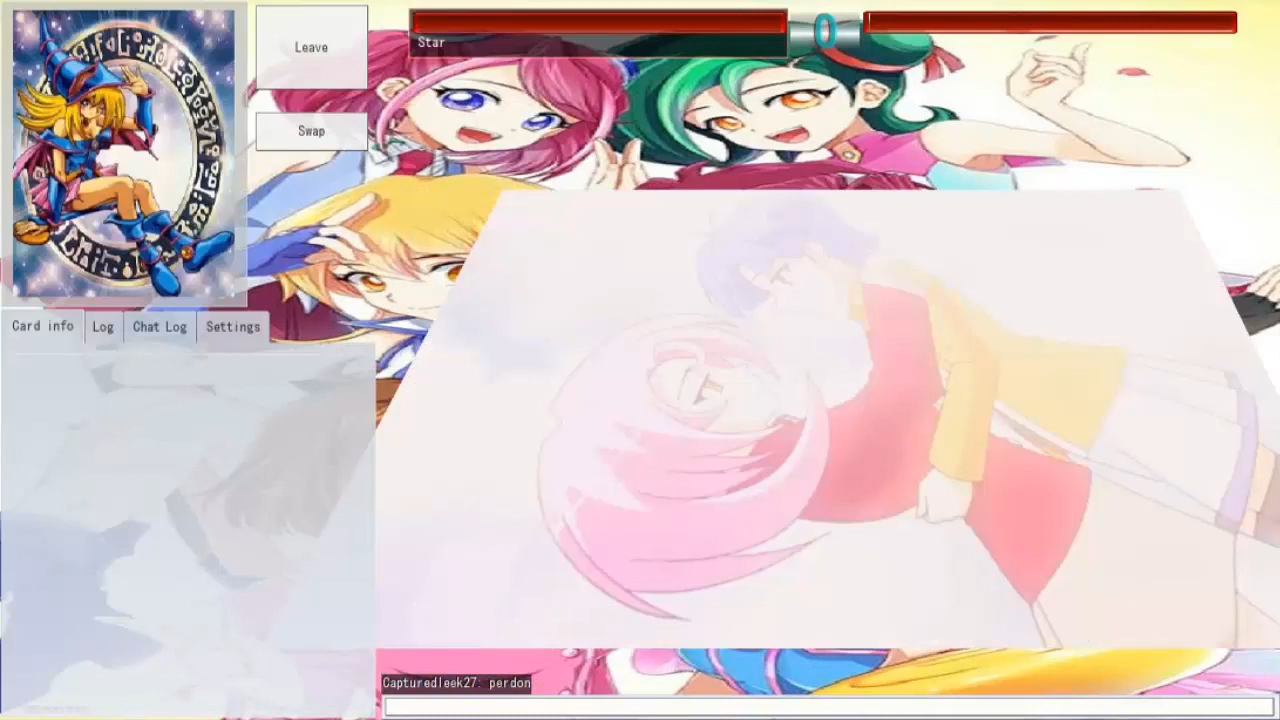 Leave
Swap
Star
0
Card info
Log
Chat Log
Settings
Capturedleek27: perdon